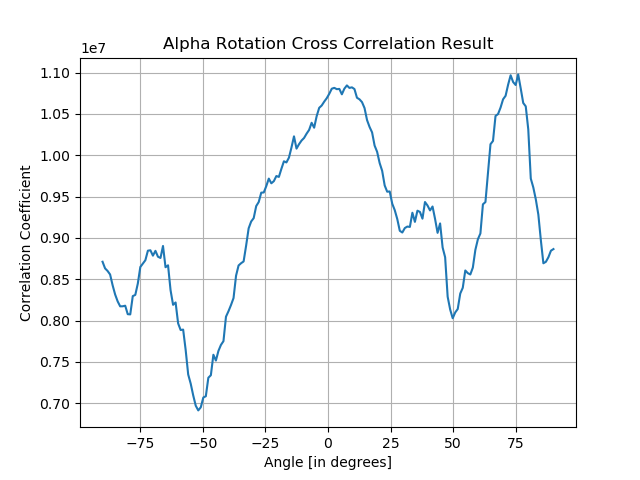 Alpha Rotation Cross Correlation Result
1e7
1.10
1.05
1.00
0.95
0.90
0.85
0.80
0.75
0.70
Correlation Coefficient
−75 −50 −25 0 25 50 75
Angle [in degrees]